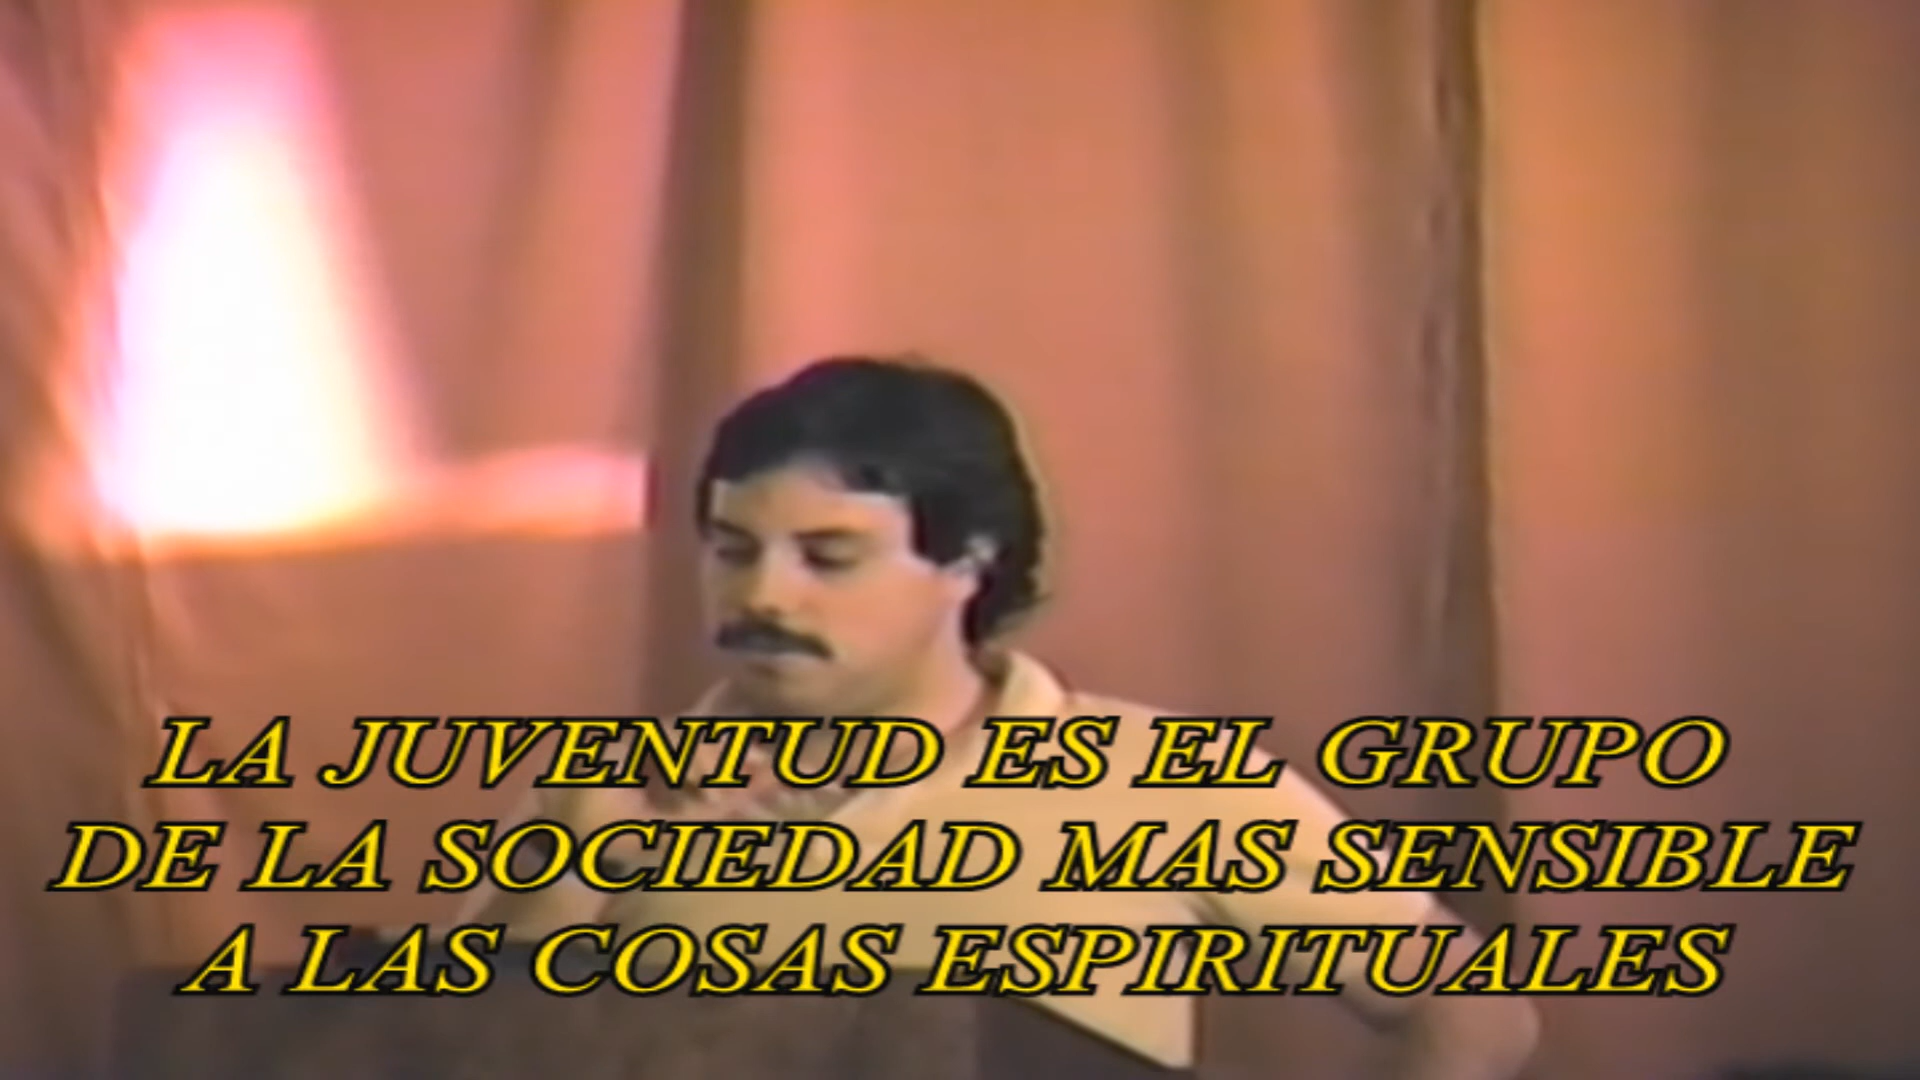 LA JUVENTUD ES EL GRUPO
DE LA SOCIEDAD MAS SENSIBLE
A LAS COSAS ESPIRITUALES